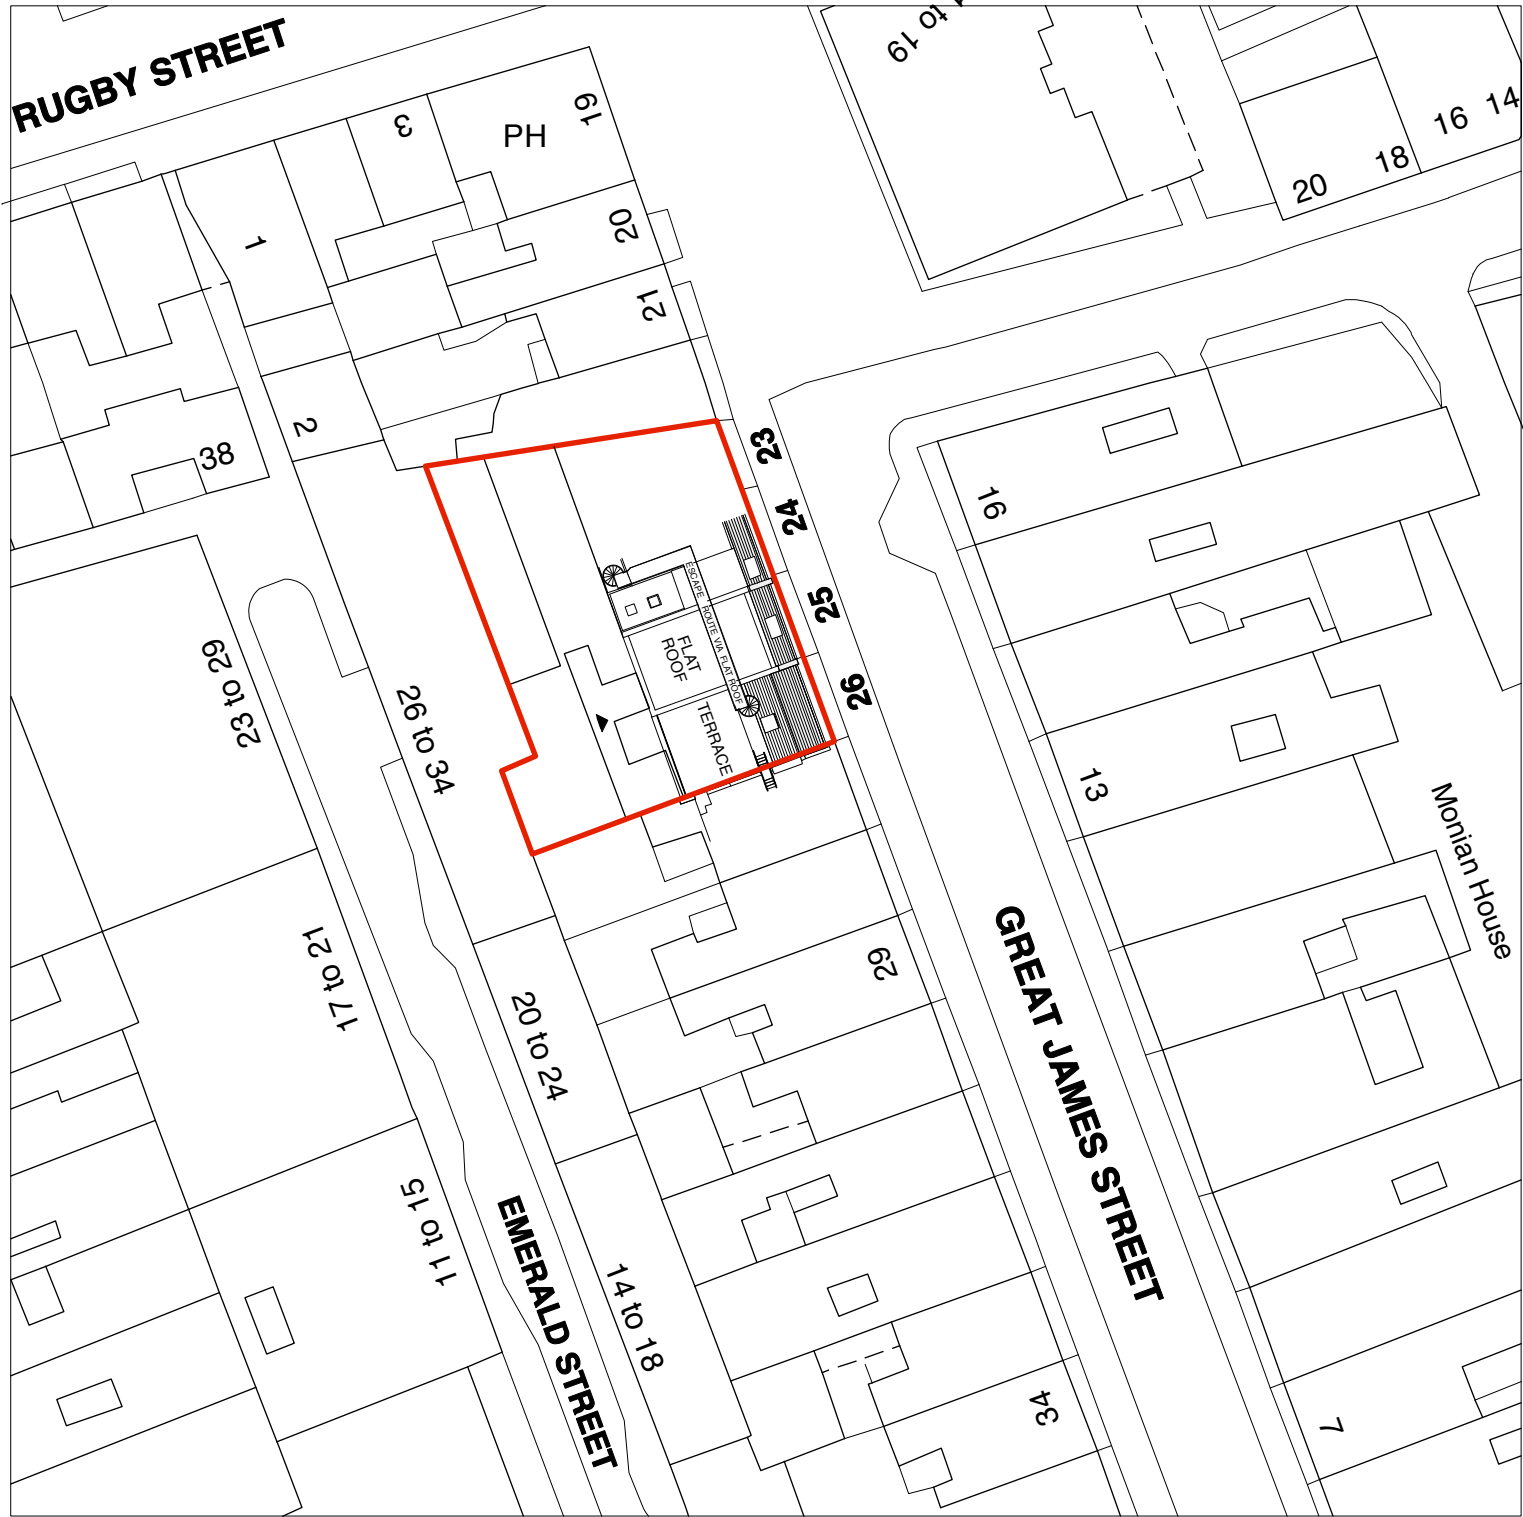 RUGBY STREET
to 19
19
3
PH
16
14
18
20
20
1
21
2
38
23
24
25
26
16
ESCAPE ROUTE VIA FLAT ROOF
FLAT
ROOF
TERRACE
23 to 29
26 to 34
13
Monian House
GREAT JAMES STREET
17 to 21
29
20 to 24
11 to 15
EMERALD STREET
14 to 18
34
7